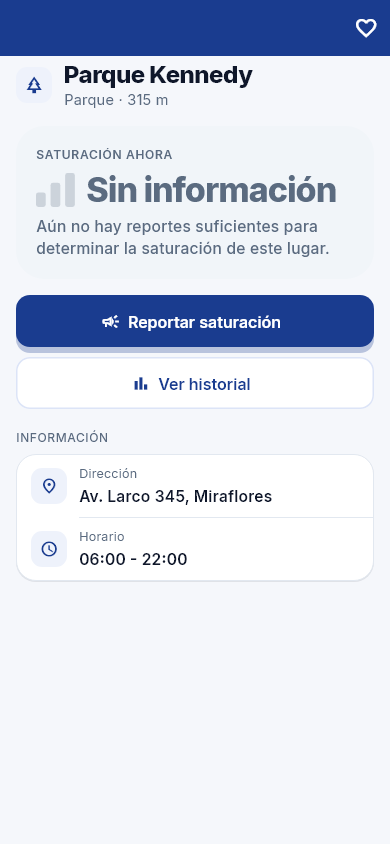 Parque Kennedy
Parque · 315 m
SATURACIÓN AHORA
Sin información
Aún no hay reportes suficientes para
determinar la saturación de este lugar.
Reportar saturación
Ver historial
INFORMACIÓN
Dirección
Av. Larco 345, Miraflores
Horario
06:00 - 22:00